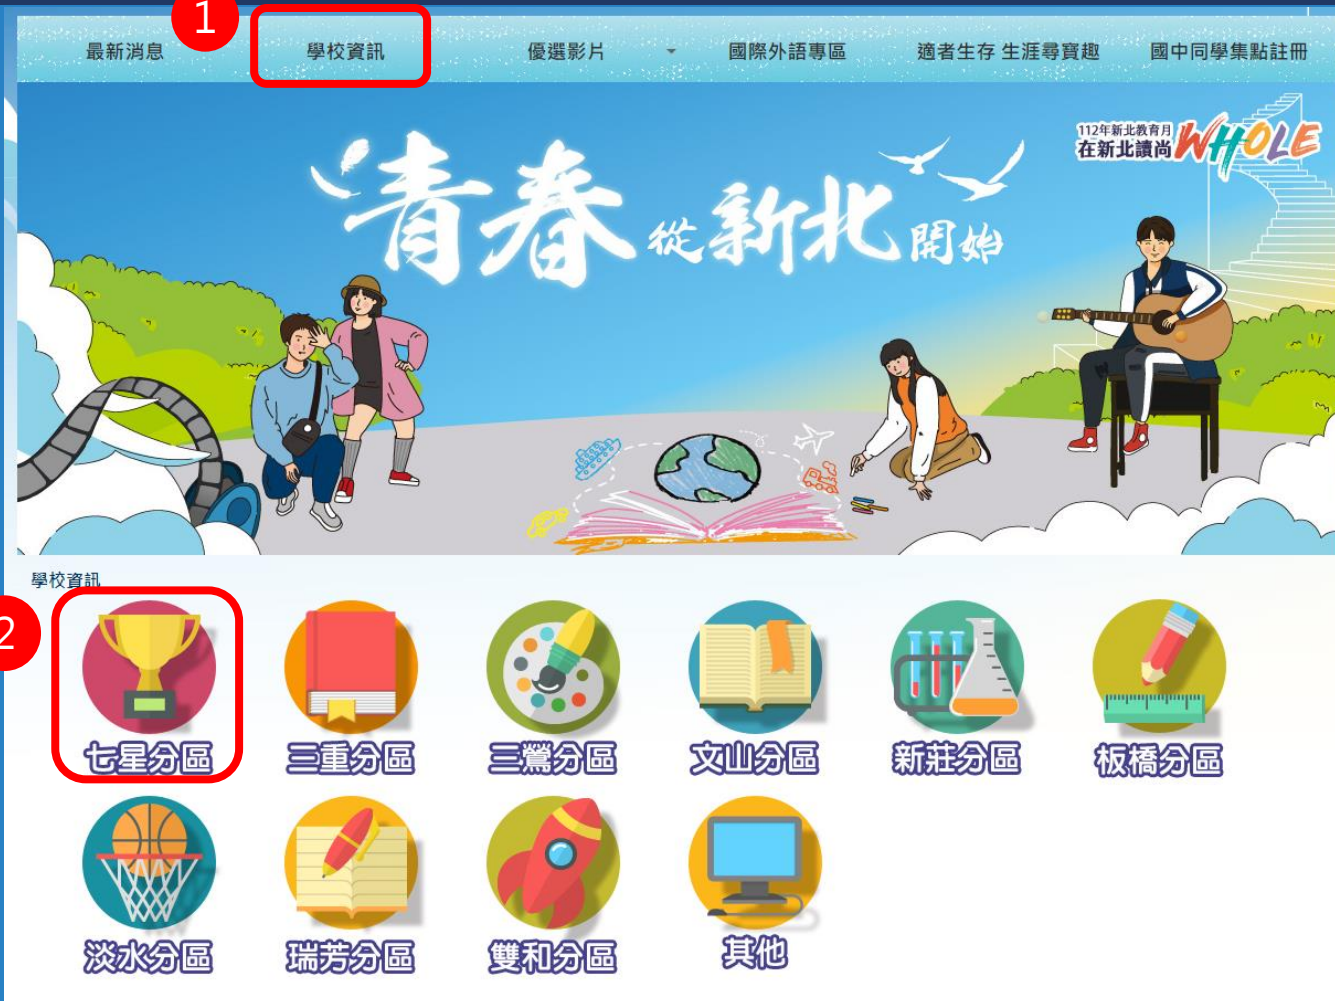 1
最新消息 學校資訊 優選影片 國際外語專區 適者生存 生涯尋寶趣 國中同學集點註冊
112年新北教育月
在新北讀尚 WHOLE
青春從新北開始
學校資訊
2
七星分區 三重分區 三鶯分區 文山分區 新莊分區 板橋分區
淡水分區 瑞芳分區 雙和分區 其他